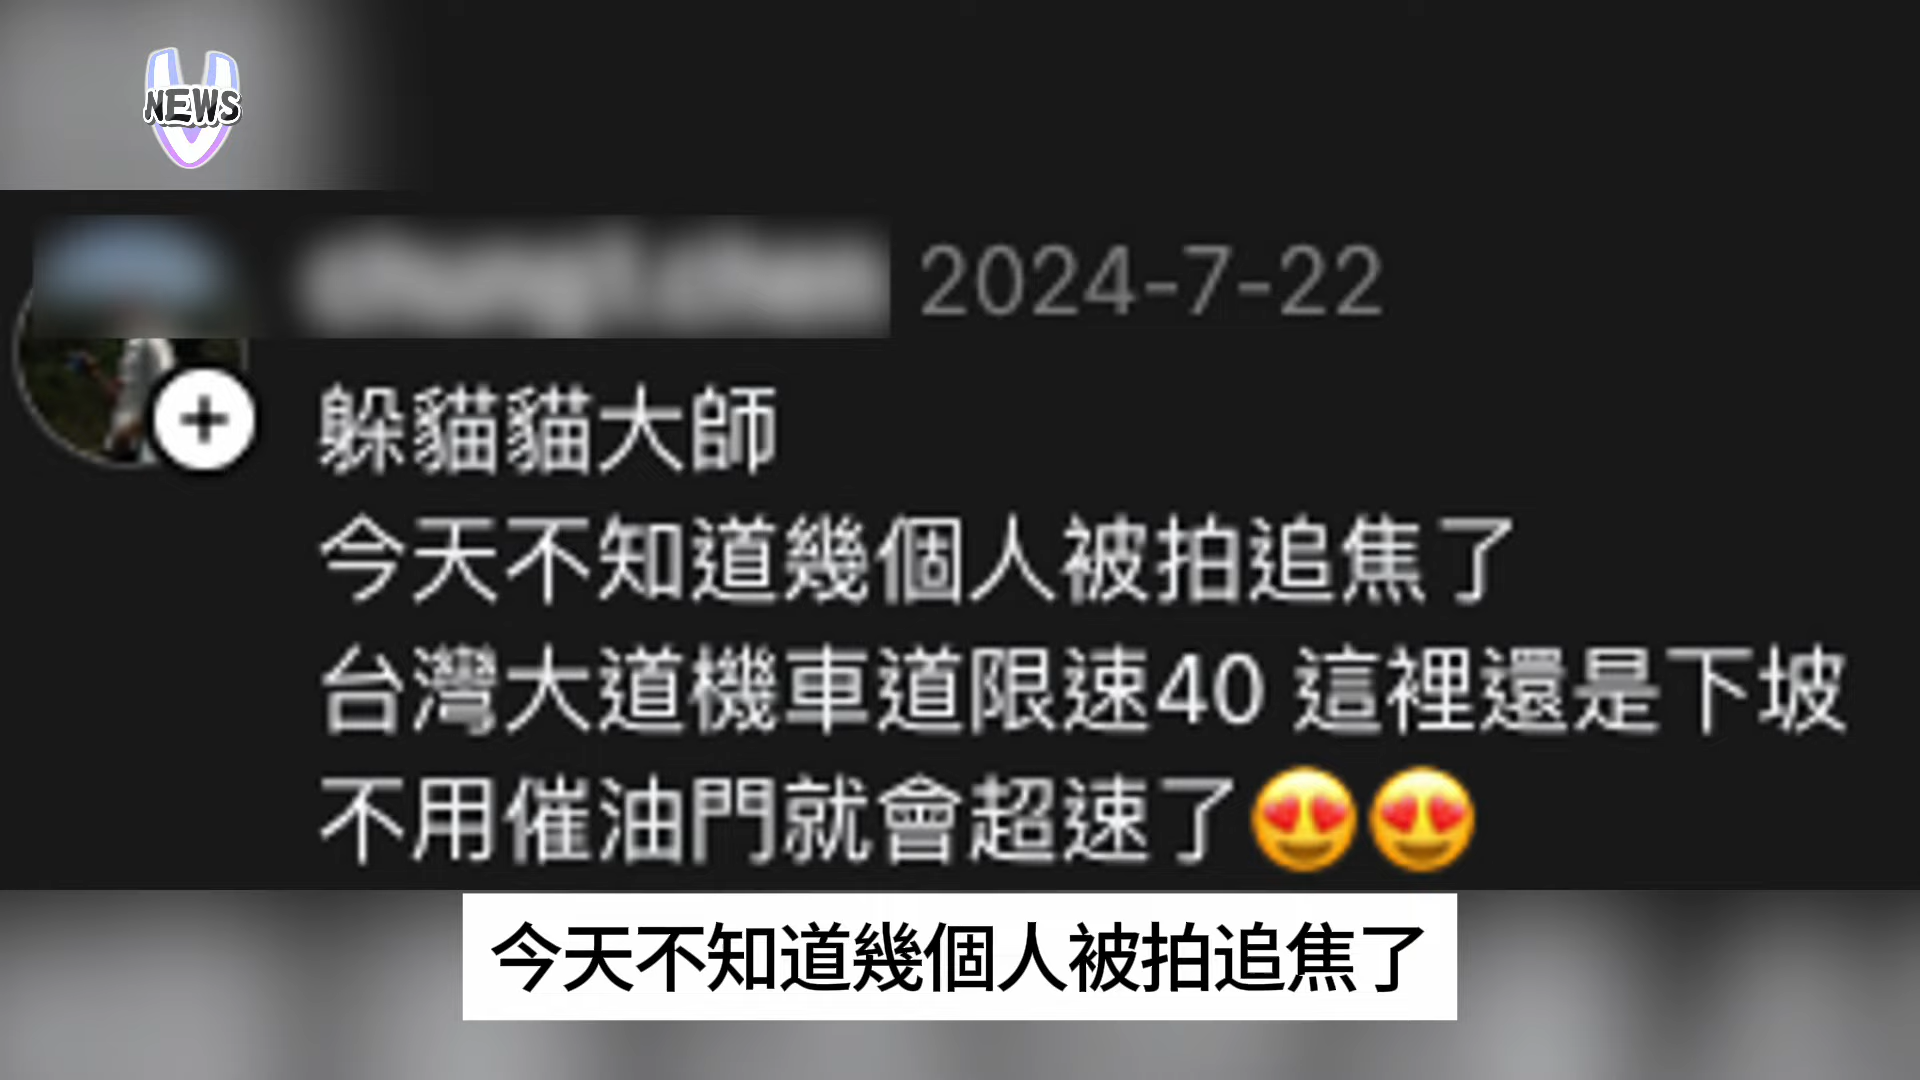 NEWS
2024-7-22
躲貓貓大師
今天不知道幾個人被拍追焦了
台灣大道機車道限速40 這裡還是下坡
不用催油門就會超速了😍😍
今天不知道幾個人被拍追焦了